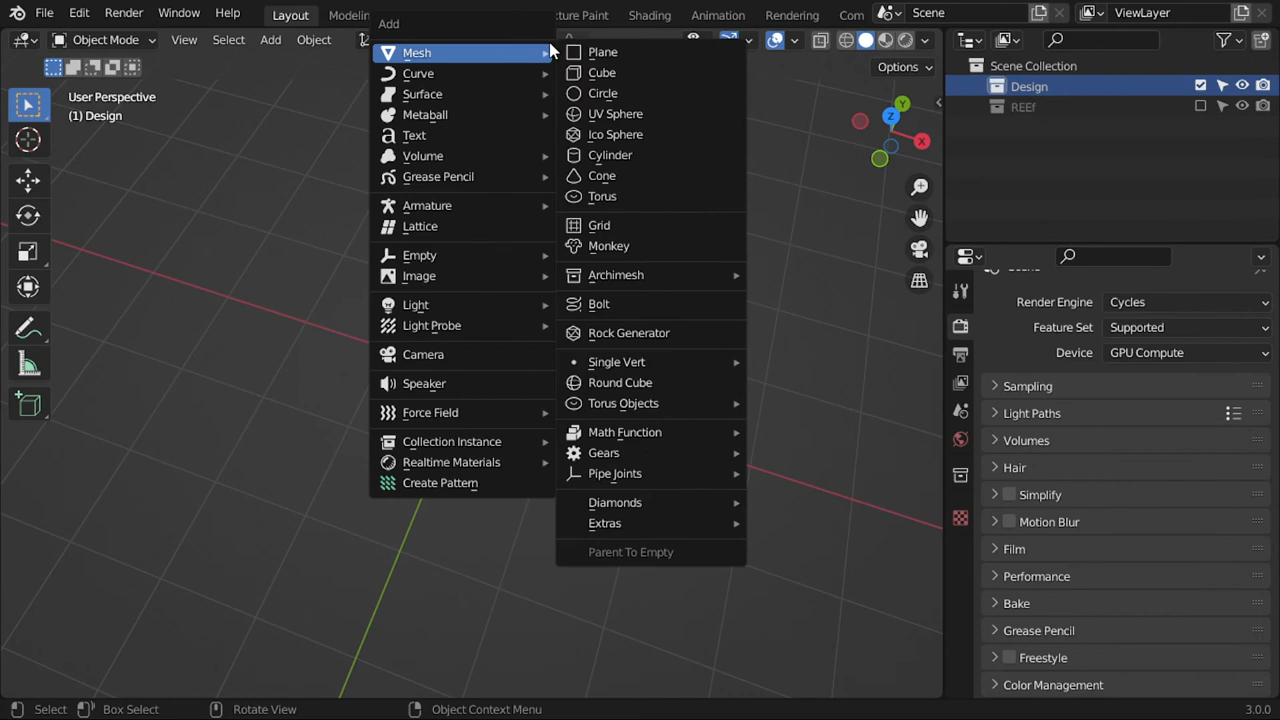 File Edit Render Window Help Layout Modelin Add ture Paint Shading Animation Rendering Com Scene ViewLayer
Object Mode View Select Add Object
Options
User Perspective
(1) Design
Add
Mesh
Curve
Surface
Metaball
Text
Volume
Grease Pencil
Armature
Lattice
Empty
Image
Light
Light Probe
Camera
Speaker
Force Field
Collection Instance
Realtime Materials
Create Pattern
Plane
Cube
Circle
UV Sphere
Ico Sphere
Cylinder
Cone
Torus
Grid
Monkey
Archimesh
Bolt
Rock Generator
Single Vert
Round Cube
Torus Objects
Math Function
Gears
Pipe Joints
Diamonds
Extras
Parent To Empty
Y
Z
X
Scene Collection
Design
REEf
Render Engine Cycles
Feature Set Supported
Device GPU Compute
Sampling
Light Paths
Volumes
Hair
Simplify
Motion Blur
Film
Performance
Bake
Grease Pencil
Freestyle
Color Management
Select Box Select Rotate View Object Context Menu 3.0.0